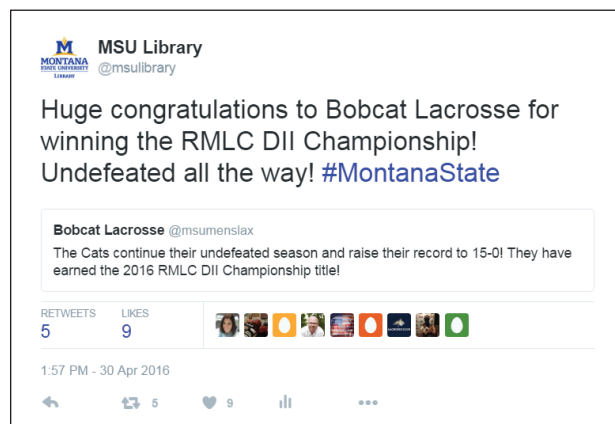 M
MONTANA
STATE UNIVERSITY
LIBRARY
MSU Library
@msulibrary
Huge congratulations to Bobcat Lacrosse for
winning the RMLC DII Championship!
Undefeated all the way! #MontanaState
Bobcat Lacrosse @msumenslax
The Cats continue their undefeated season and raise their record to 15-0! They have
earned the 2016 RMLC DII Championship title!
RETWEETS LIKES
5 9
1:57 PM - 30 Apr 2016
5 9